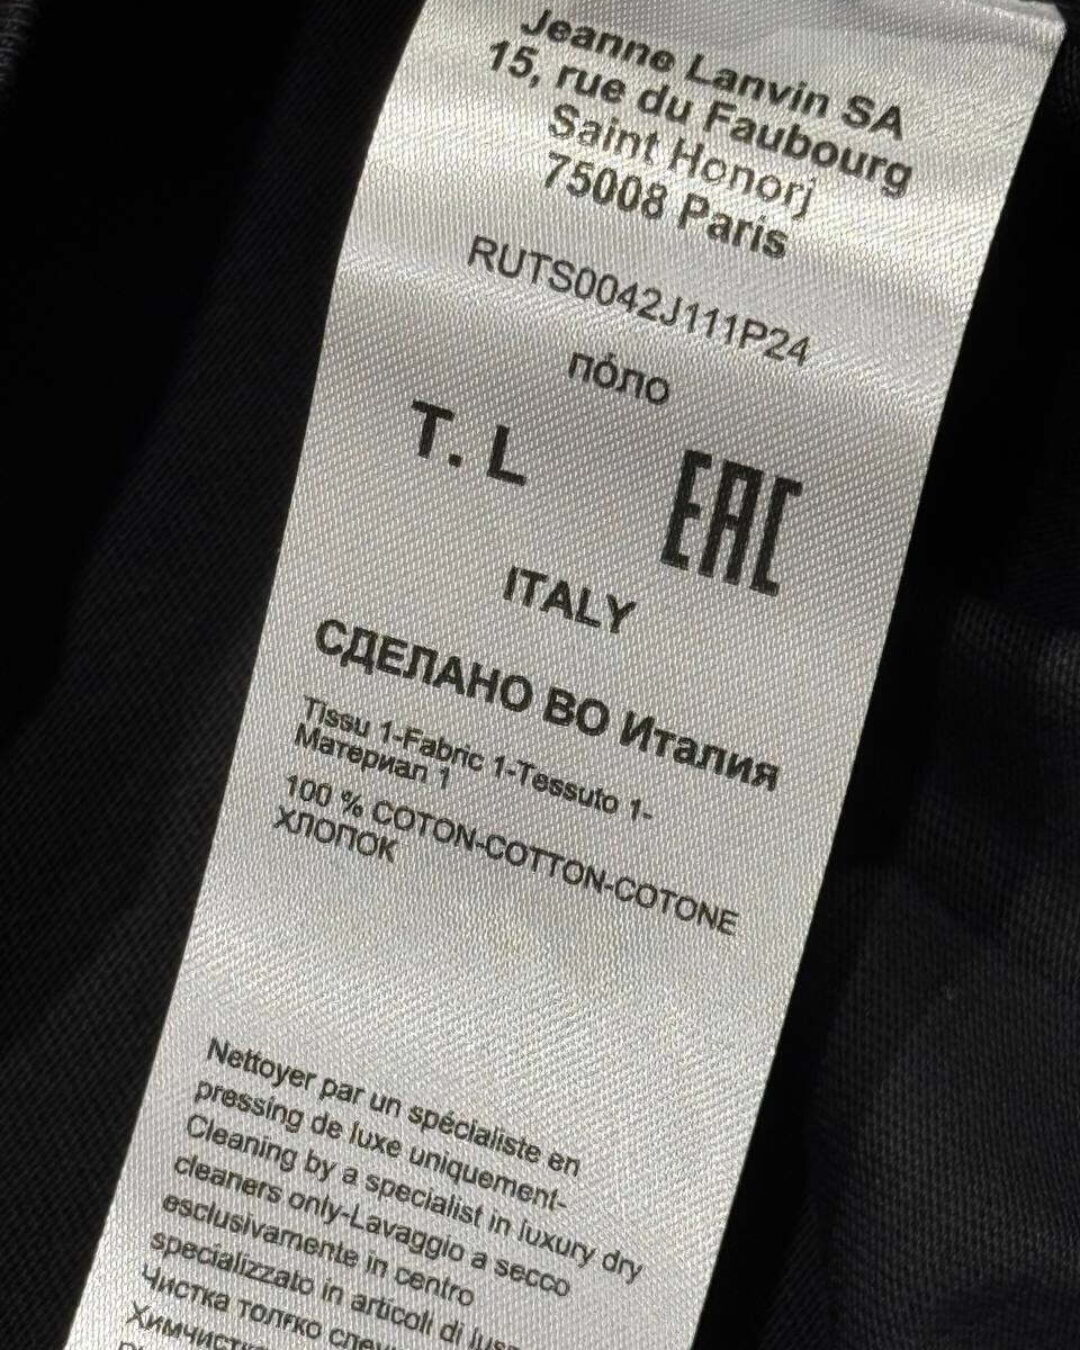 Jeanne Lanvin SA
15, rue du Faubourg
Saint Honorj
75008 Paris
RUTS0042J111P24
пóло
T. L
EAC
ITALY
СДЕЛАНО ВО Италия
Tissu 1-Fabric 1-Tessuto 1-
Материал 1
100 % COTON-COTTON-COTONE
ХЛОПОК
Nettoyer par un spécialiste en
pressing de luxe uniquement-
Cleaning by a specialist in luxury dry
cleaners only-Lavaggio a secco
esclusivamente in centro
specializzato in articoli di
Чистка толғко